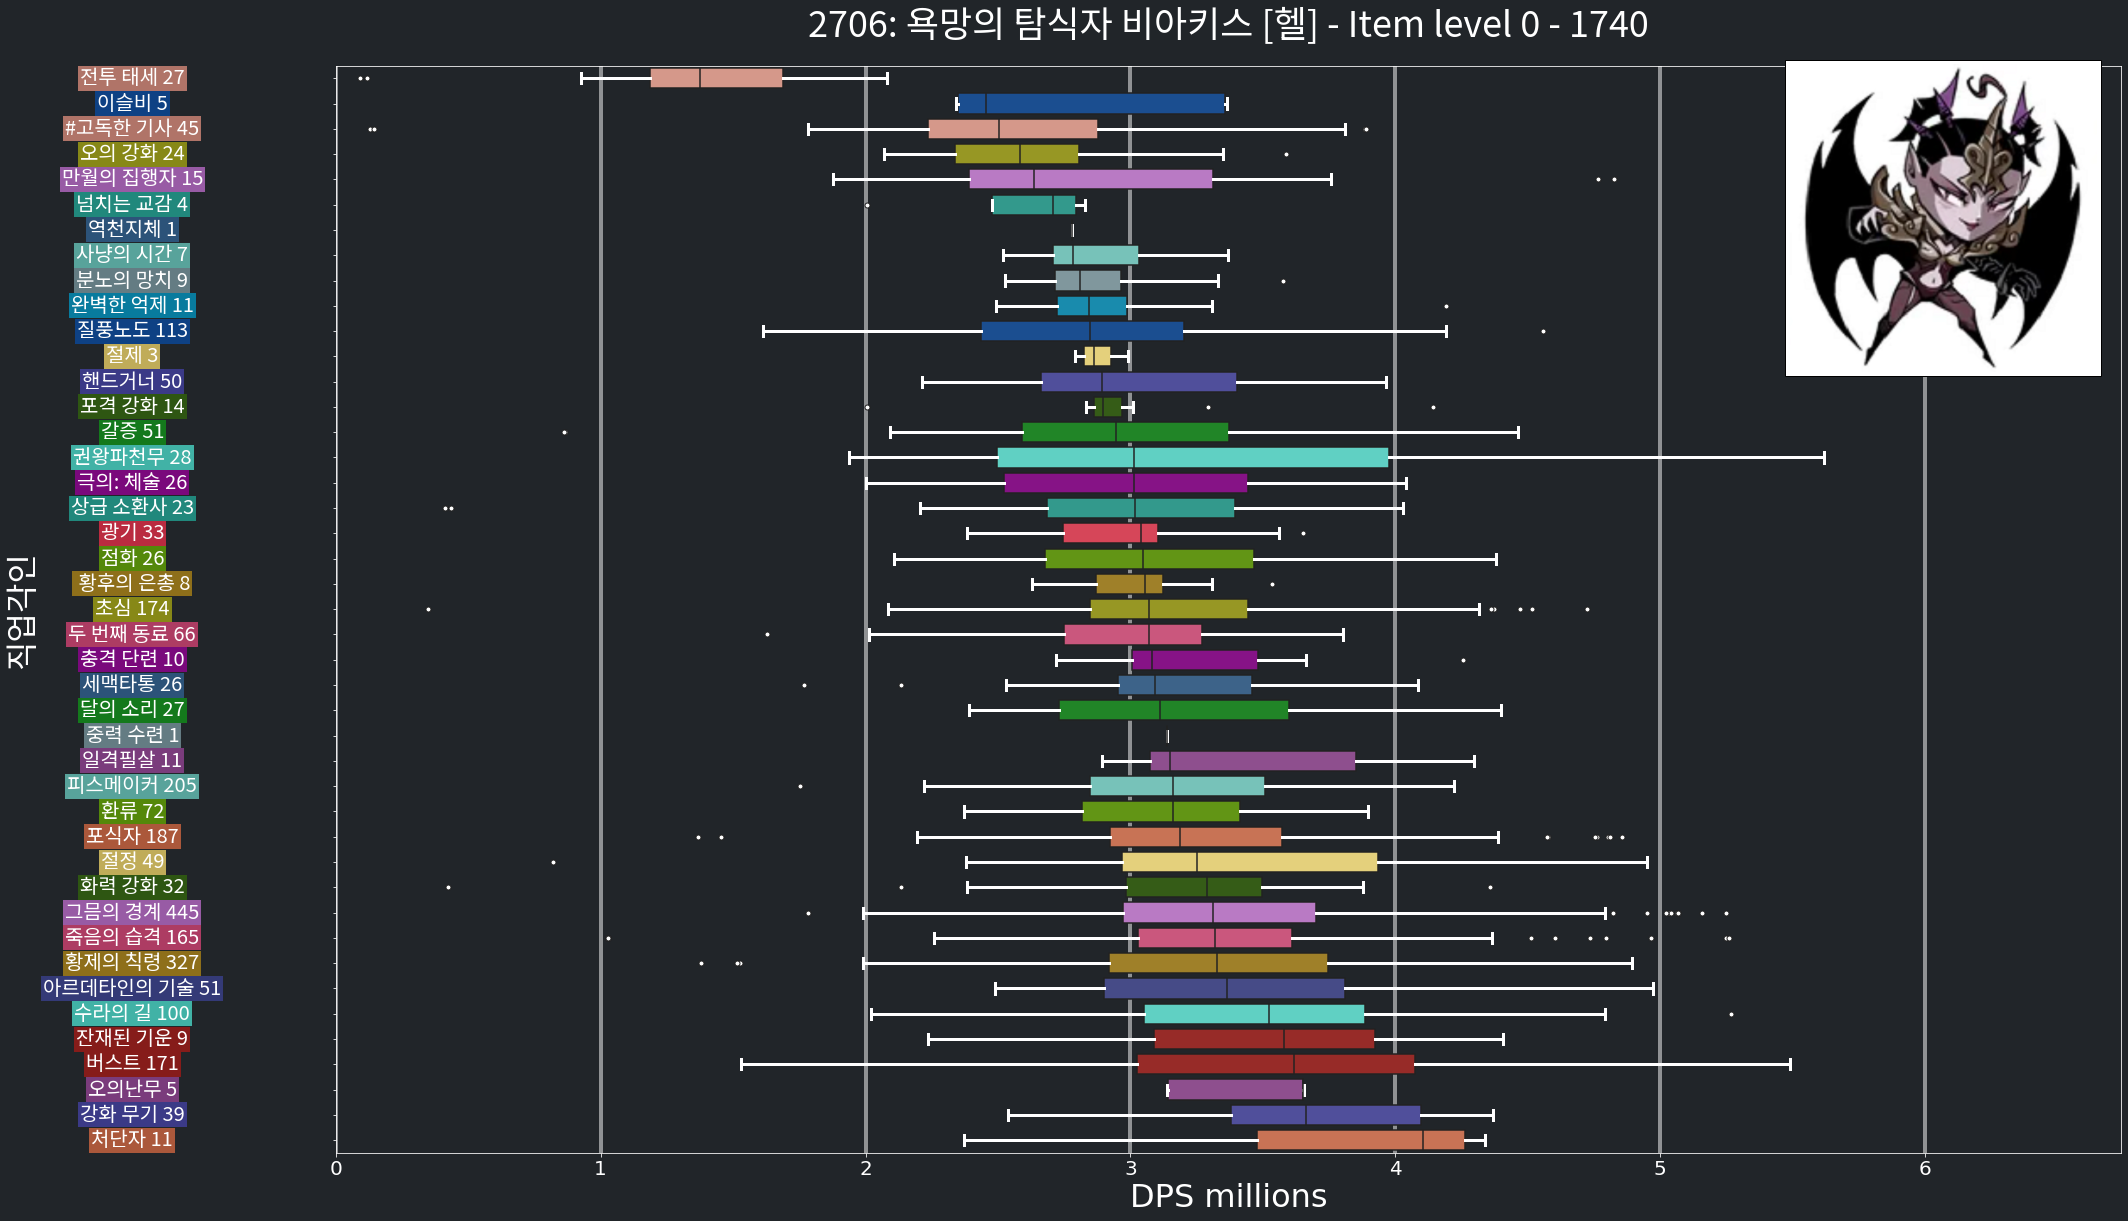 2706: 욕망의 탐식자 비아키스 [헬] - Item level 0 - 1740
직업각인
전투 태세 27
이슬비 5
#고독한 기사 45
오의 강화 24
만월의 집행자 15
넘치는 교감 4
역천지체 1
사냥의 시간 7
분노의 망치 9
완벽한 억제 11
질풍노도 113
절제 3
핸드거너 50
포격 강화 14
갈증 51
권왕파천무 28
극의: 체술 26
상급 소환사 23
광기 33
점화 26
황후의 은총 8
초심 174
두 번째 동료 66
충격 단련 10
세맥타통 26
달의 소리 27
중력 수련 1
일격필살 11
피스메이커 205
환류 72
포식자 187
절정 49
화력 강화 32
그믐의 경계 445
죽음의 습격 165
황제의 칙령 327
아르데타인의 기술 51
수라의 길 100
잔재된 기운 9
버스트 171
오의난무 5
강화 무기 39
처단자 11
0 1 2 3 4 5 6
DPS millions